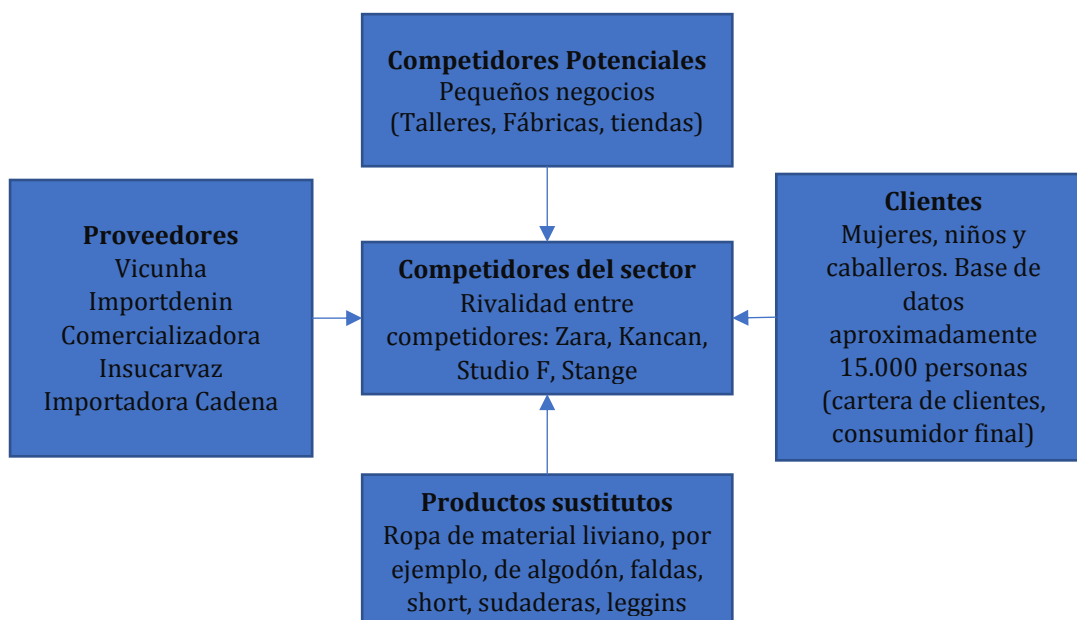 Competidores Potenciales
Pequeños negocios
(Talleres, Fábricas, tiendas)
Proveedores
Vicunha
Importdenin
Comercializadora
Insucarvaz
Importadora Cadena
Competidores del sector
Rivalidad entre
competidores: Zara, Kancan,
Studio F, Stange
Clientes
Mujeres, niños y
caballeros. Base de
datos
aproximadamente
15.000 personas
(cartera de clientes,
consumidor final)
Productos sustitutos
Ropa de material liviano, por
ejemplo, de algodón, faldas,
short, sudaderas, leggins